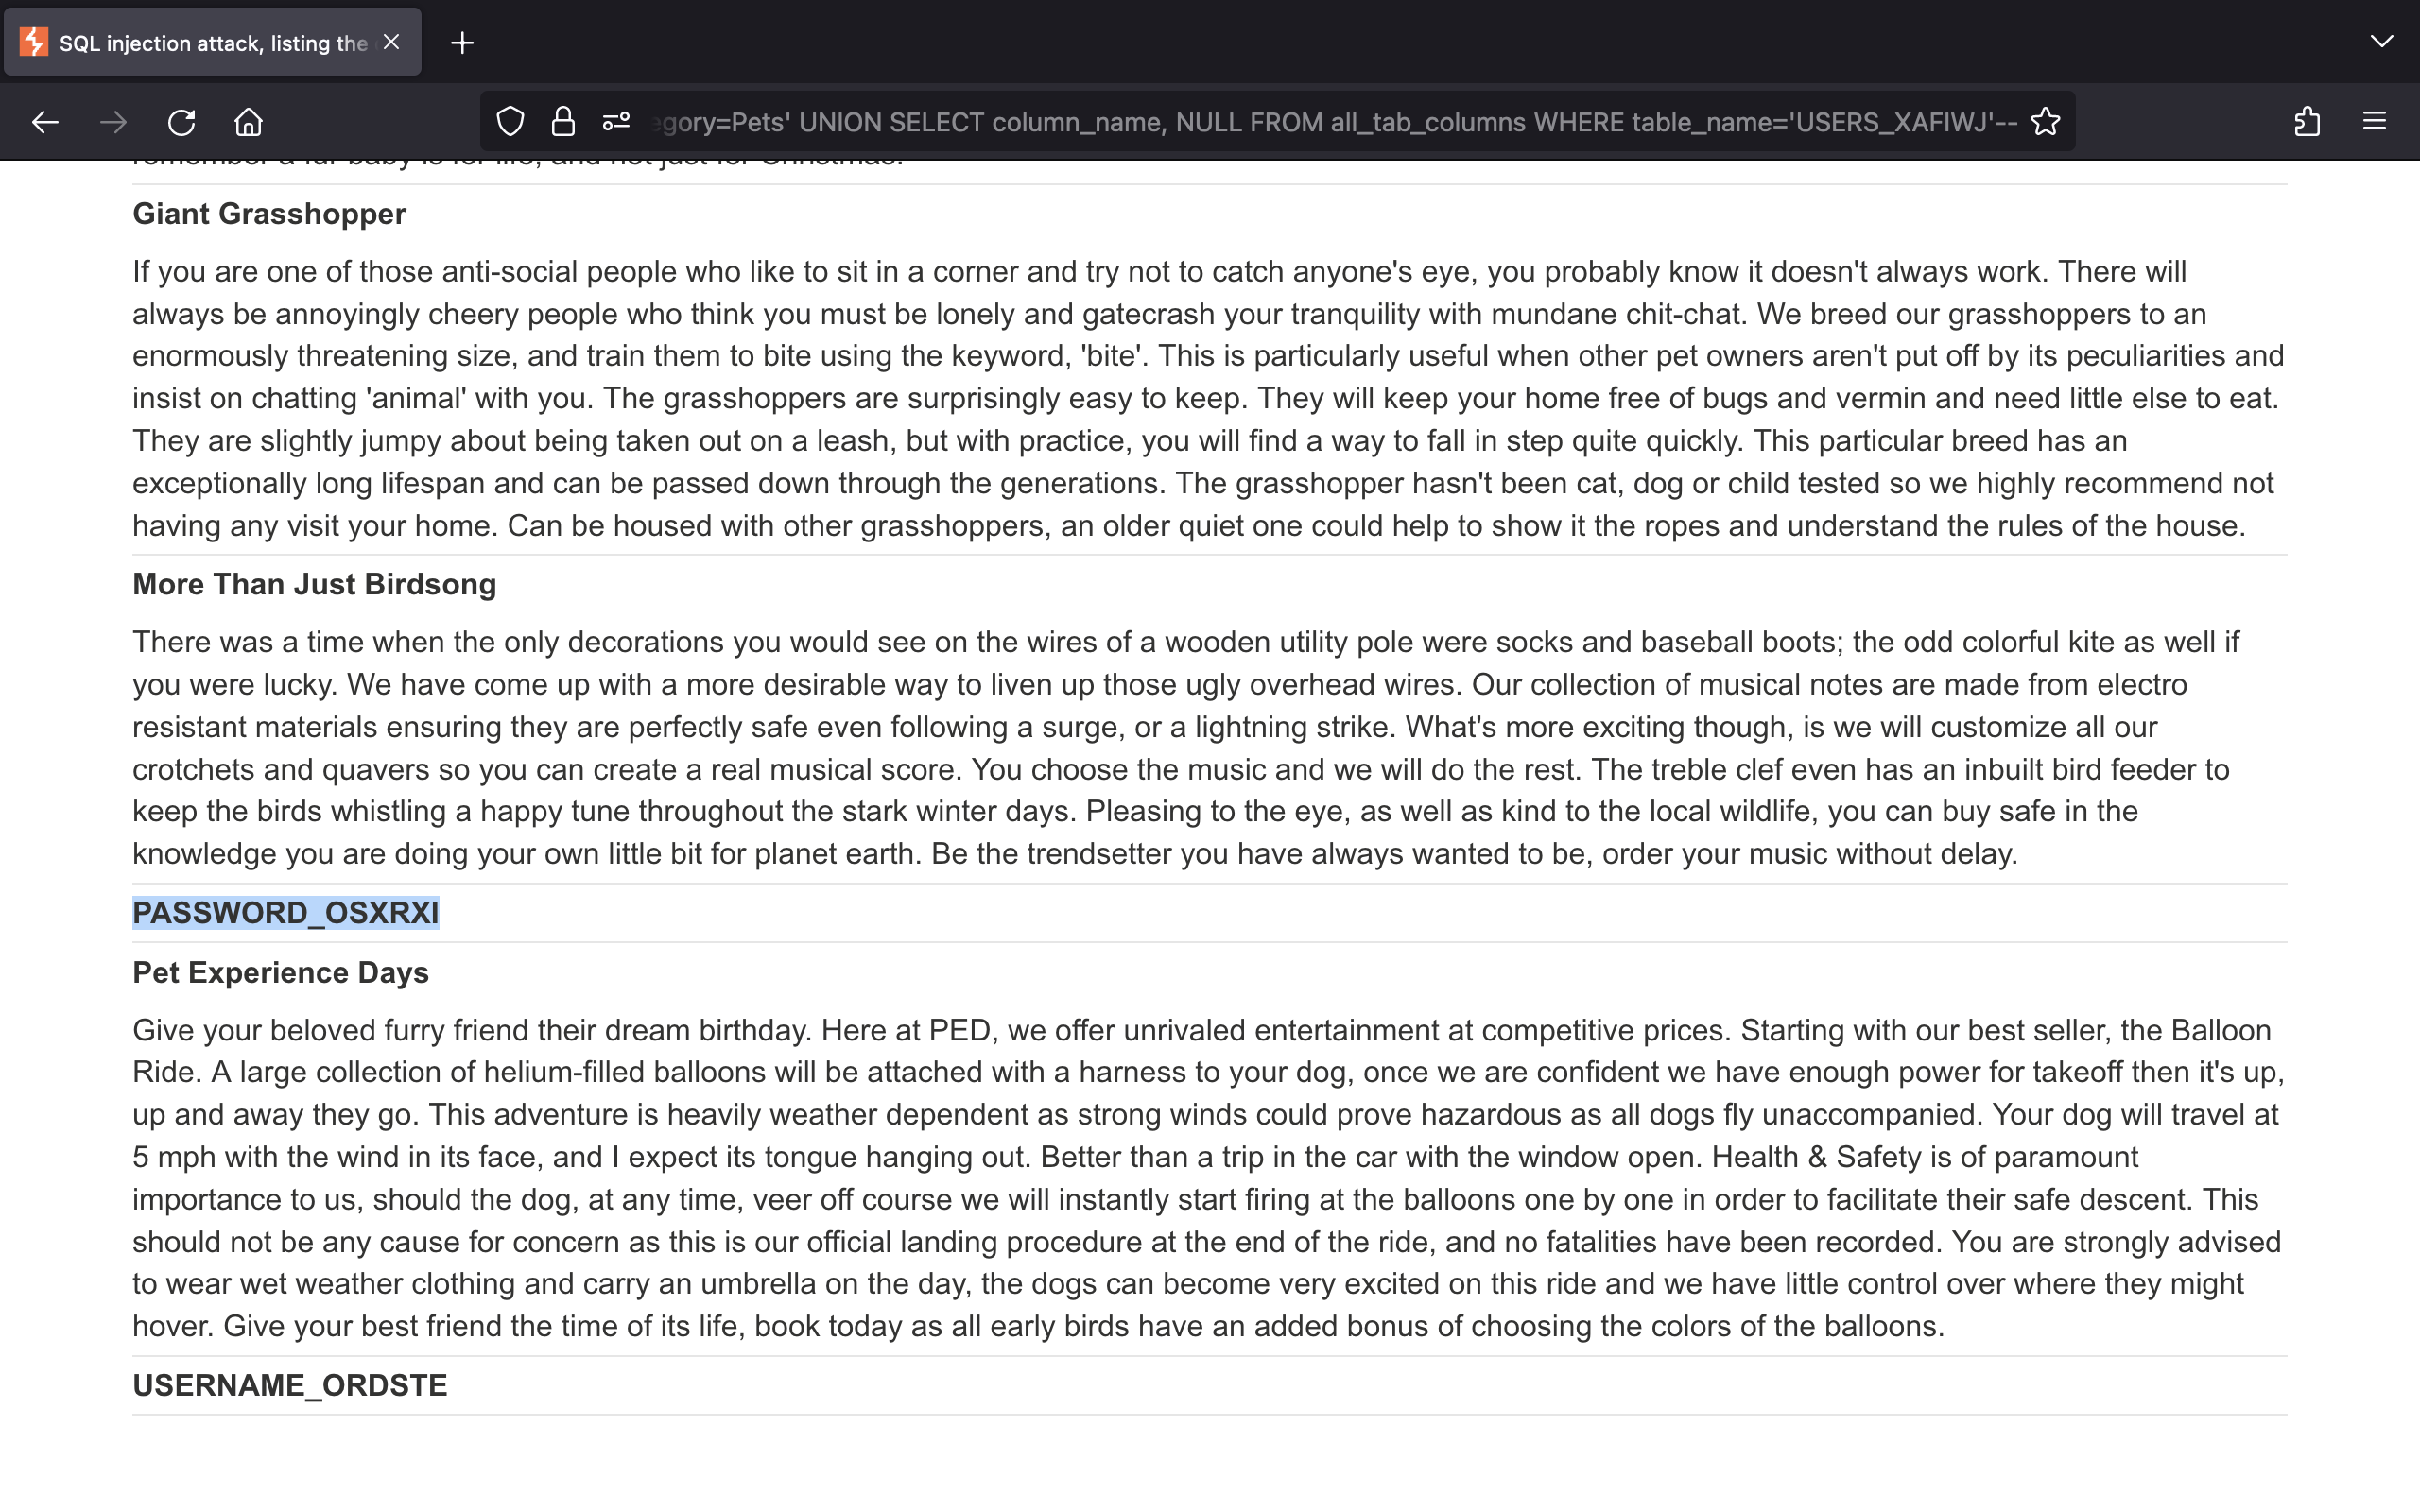 SQL injection attack, listing the
egory=Pets' UNION SELECT column_name, NULL FROM all_tab_columns WHERE table_name='USERS_XAFIWJ'--
remember a fur baby is for life, and not just for Christmas.
Giant Grasshopper
If you are one of those anti-social people who like to sit in a corner and try not to catch anyone's eye, you probably know it doesn't always work. There will
always be annoyingly cheery people who think you must be lonely and gatecrash your tranquility with mundane chit-chat. We breed our grasshoppers to an
enormously threatening size, and train them to bite using the keyword, 'bite'. This is particularly useful when other pet owners aren't put off by its peculiarities and
insist on chatting 'animal' with you. The grasshoppers are surprisingly easy to keep. They will keep your home free of bugs and vermin and need little else to eat.
They are slightly jumpy about being taken out on a leash, but with practice, you will find a way to fall in step quite quickly. This particular breed has an
exceptionally long lifespan and can be passed down through the generations. The grasshopper hasn't been cat, dog or child tested so we highly recommend not
having any visit your home. Can be housed with other grasshoppers, an older quiet one could help to show it the ropes and understand the rules of the house.
More Than Just Birdsong
There was a time when the only decorations you would see on the wires of a wooden utility pole were socks and baseball boots; the odd colorful kite as well if
you were lucky. We have come up with a more desirable way to liven up those ugly overhead wires. Our collection of musical notes are made from electro
resistant materials ensuring they are perfectly safe even following a surge, or a lightning strike. What's more exciting though, is we will customize all our
crotchets and quavers so you can create a real musical score. You choose the music and we will do the rest. The treble clef even has an inbuilt bird feeder to
keep the birds whistling a happy tune throughout the stark winter days. Pleasing to the eye, as well as kind to the local wildlife, you can buy safe in the
knowledge you are doing your own little bit for planet earth. Be the trendsetter you have always wanted to be, order your music without delay.
PASSWORD_OSXRXI
Pet Experience Days
Give your beloved furry friend their dream birthday. Here at PED, we offer unrivaled entertainment at competitive prices. Starting with our best seller, the Balloon
Ride. A large collection of helium-filled balloons will be attached with a harness to your dog, once we are confident we have enough power for takeoff then it's up,
up and away they go. This adventure is heavily weather dependent as strong winds could prove hazardous as all dogs fly unaccompanied. Your dog will travel at
5 mph with the wind in its face, and I expect its tongue hanging out. Better than a trip in the car with the window open. Health & Safety is of paramount
importance to us, should the dog, at any time, veer off course we will instantly start firing at the balloons one by one in order to facilitate their safe descent. This
should not be any cause for concern as this is our official landing procedure at the end of the ride, and no fatalities have been recorded. You are strongly advised
to wear wet weather clothing and carry an umbrella on the day, the dogs can become very excited on this ride and we have little control over where they might
hover. Give your best friend the time of its life, book today as all early birds have an added bonus of choosing the colors of the balloons.
USERNAME_ORDSTE